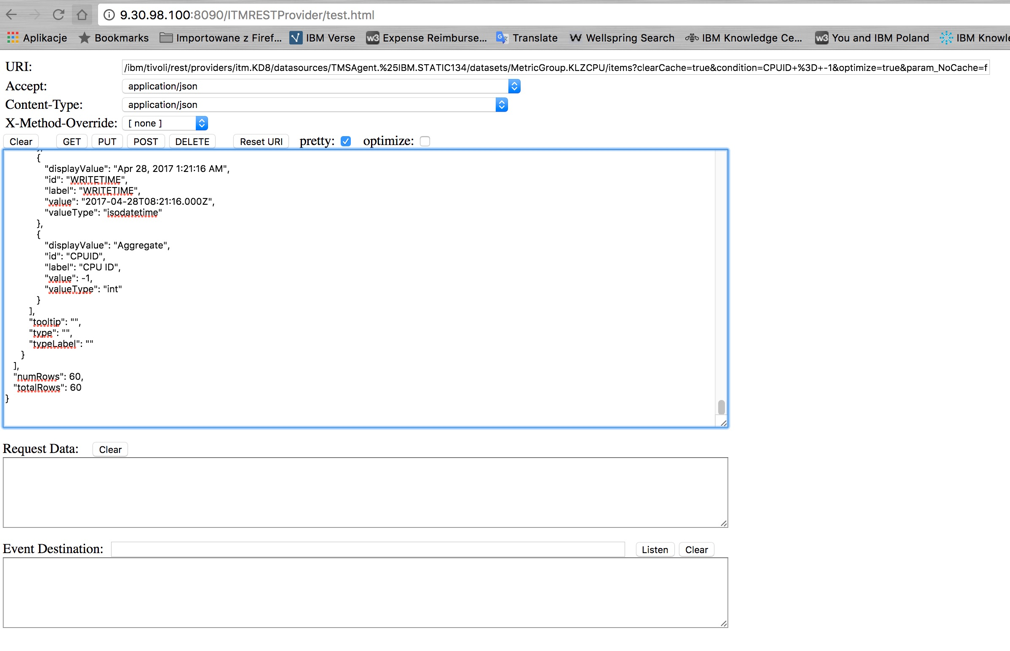 9.30.98.100:8090/ITMRESTProvider/test.html
Aplikacje Bookmarks Importowane z Firef... IBM Verse w3 Expense Reimburse... Translate W Wellspring Search IBM Knowledge Ce... w3 You and IBM Poland IBM Knowl
URI: /ibm/tivoli/rest/providers/itm.KD8/datasources/TMSAgent.%25IBM.STATIC134/datasets/MetricGroup.KLZCPU/items?clearCache=true&condition=CPUID+%3D+-1&optimize=true&param_NoCache=f
Accept: application/json
Content-Type: application/json
X-Method-Override: [ none ]
Clear GET PUT POST DELETE Reset URI pretty: optimize:
{
"displayValue": "Apr 28, 2017 1:21:16 AM",
"id": "WRITETIME",
"label": "WRITETIME",
"value": "2017-04-28T08:21:16.000Z",
"valueType": "isodatetime"
},
{
"displayValue": "Aggregate",
"id": "CPUID",
"label": "CPU ID",
"value": -1,
"valueType": "int"
}
],
"tooltip": "",
"type": "",
"typeLabel": ""
}
],
"numRows": 60,
"totalRows": 60
}
Request Data: Clear
Event Destination: Listen Clear